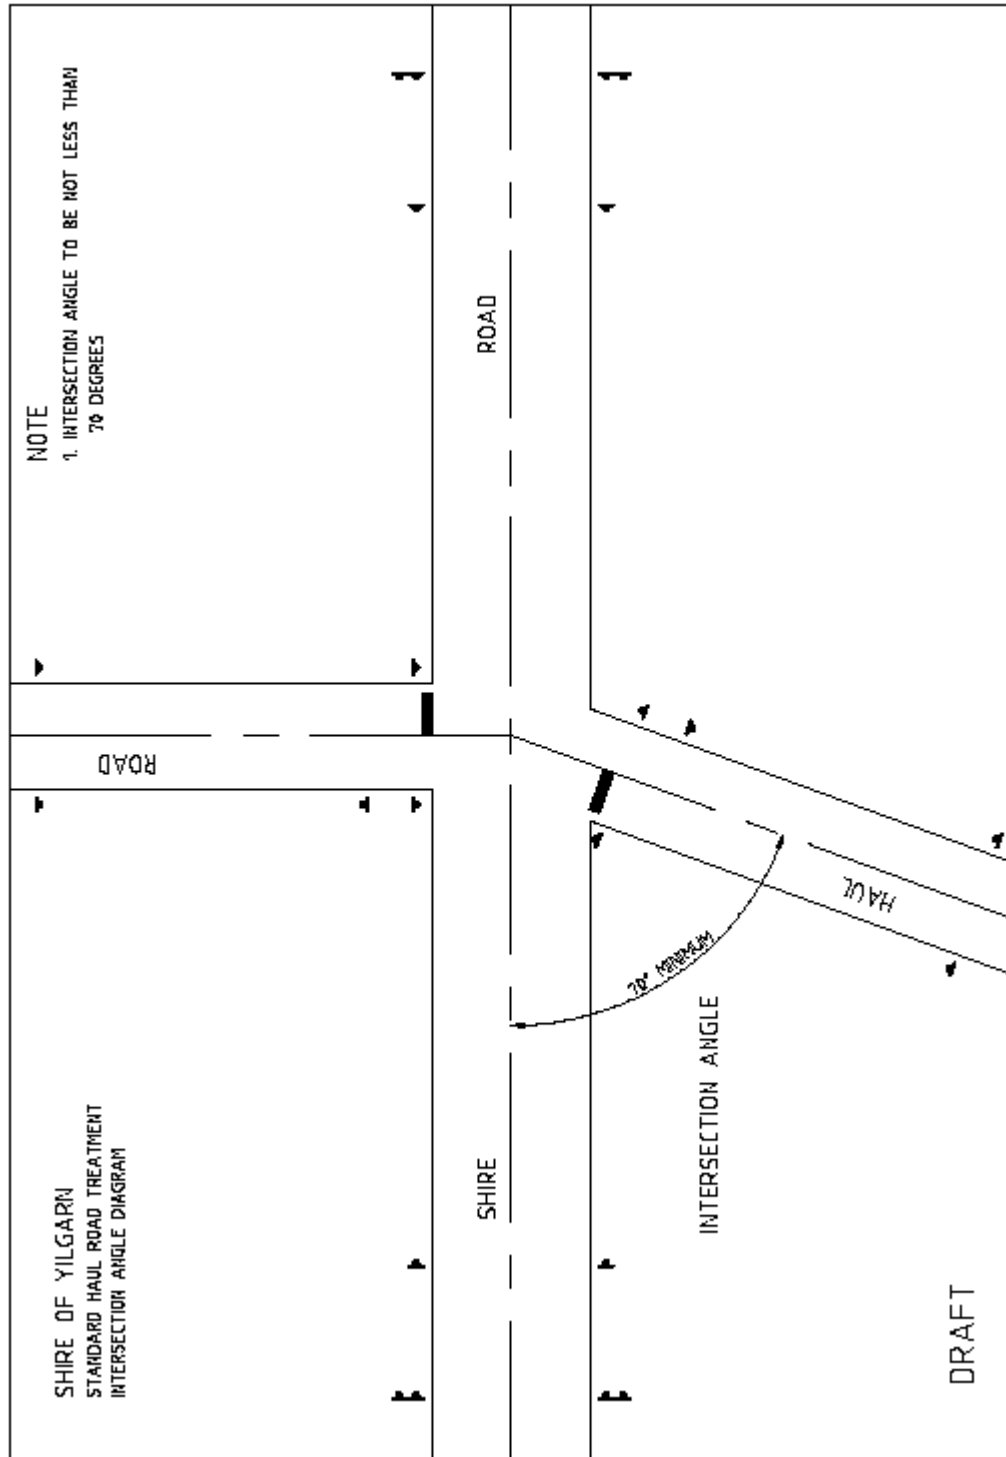 SHIRE OF YILGARN
STANDARD HAUL ROAD TREATMENT
INTERSECTION ANGLE DIAGRAM
NOTE
1. INTERSECTION ANGLE TO BE NOT LESS THAN
70 DEGREES
ROAD
SHIRE
ROAD
70° MINIMUM
HAUL
INTERSECTION ANGLE
DRAFT